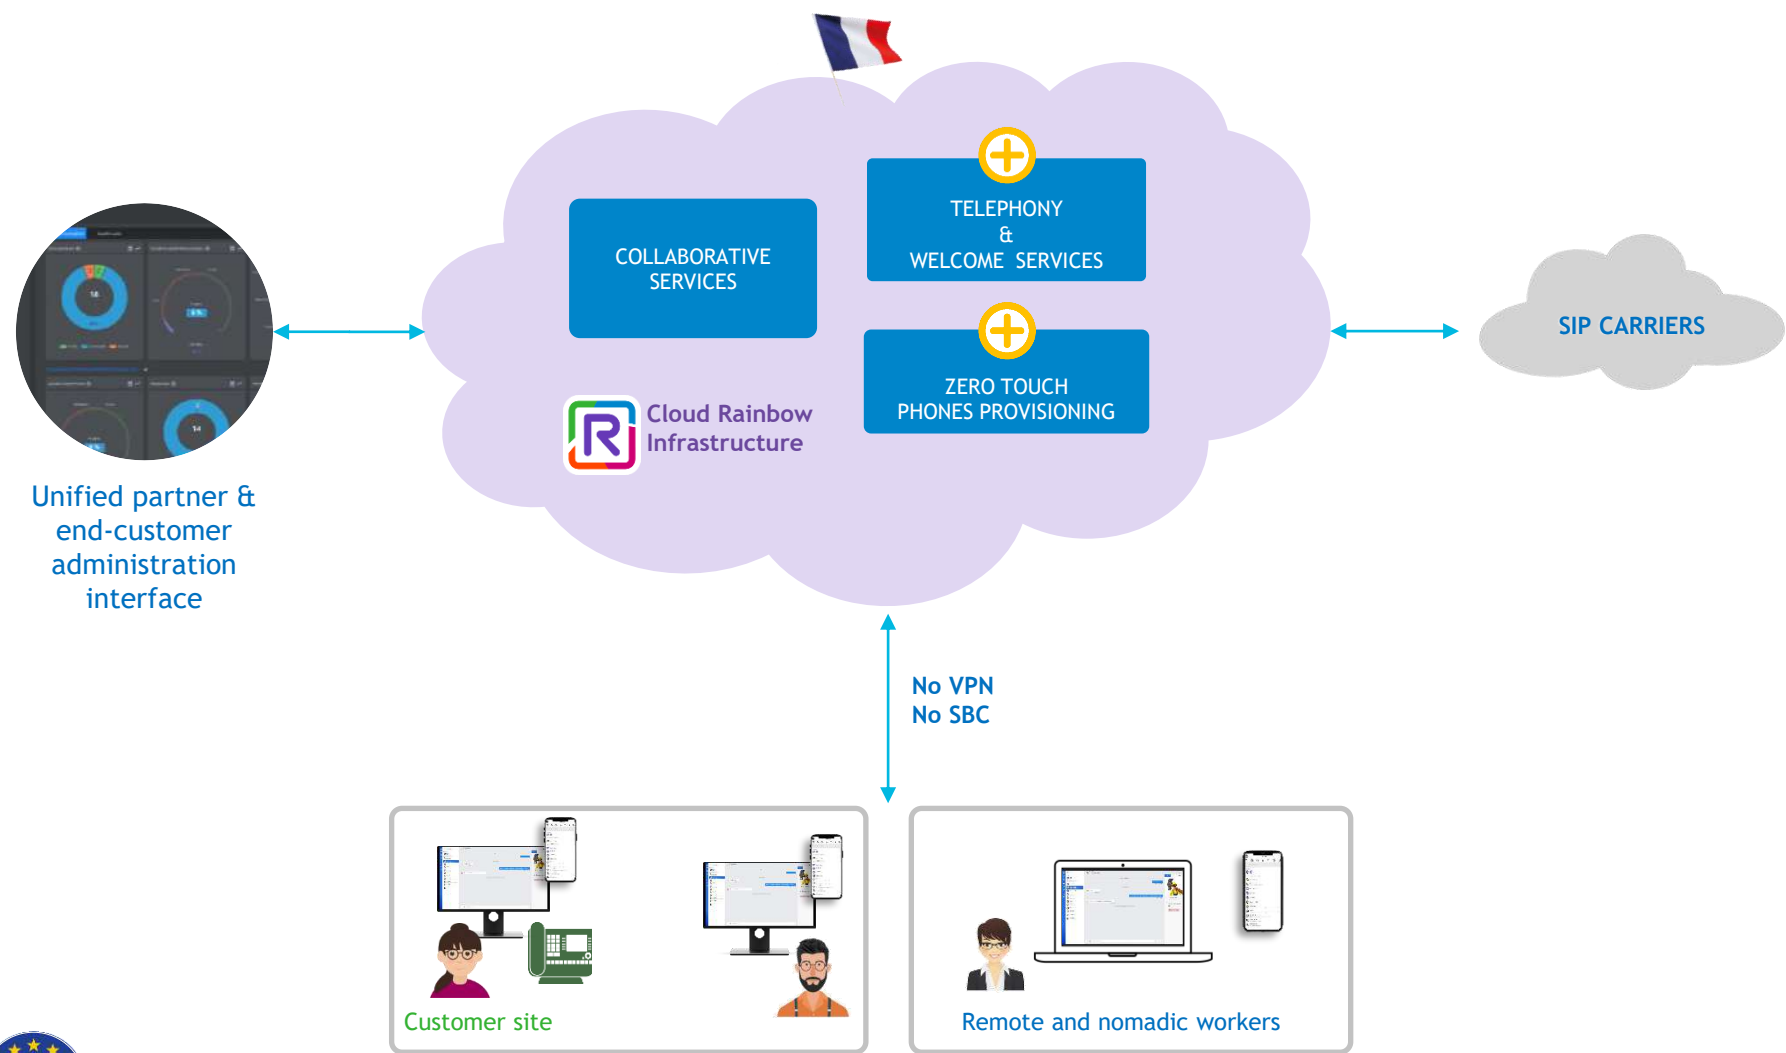 COLLABORATIVE
SERVICES
TELEPHONY
&
WELCOME SERVICES
ZERO TOUCH
PHONES PROVISIONING
R
Cloud Rainbow
Infrastructure
SIP CARRIERS
Unified partner &
end-customer
administration
interface
No VPN
No SBC
Customer site
Remote and nomadic workers